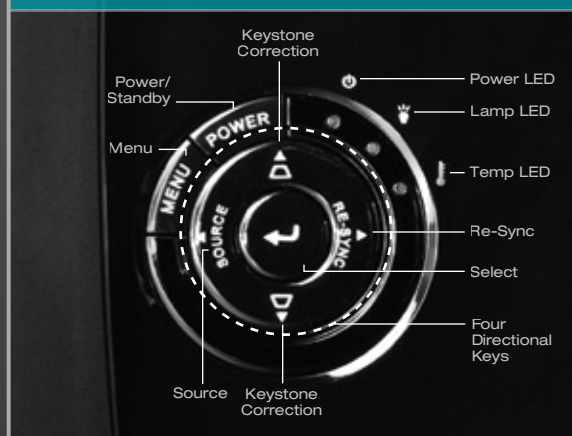 Keystone
Correction
Power/
Standby
Power LED
Lamp LED
POWER
Menu
MENU
Temp LED
SOURCE
RE-SYNC
Re-Sync
Select
Four
Directional
Keys
Source
Keystone
Correction